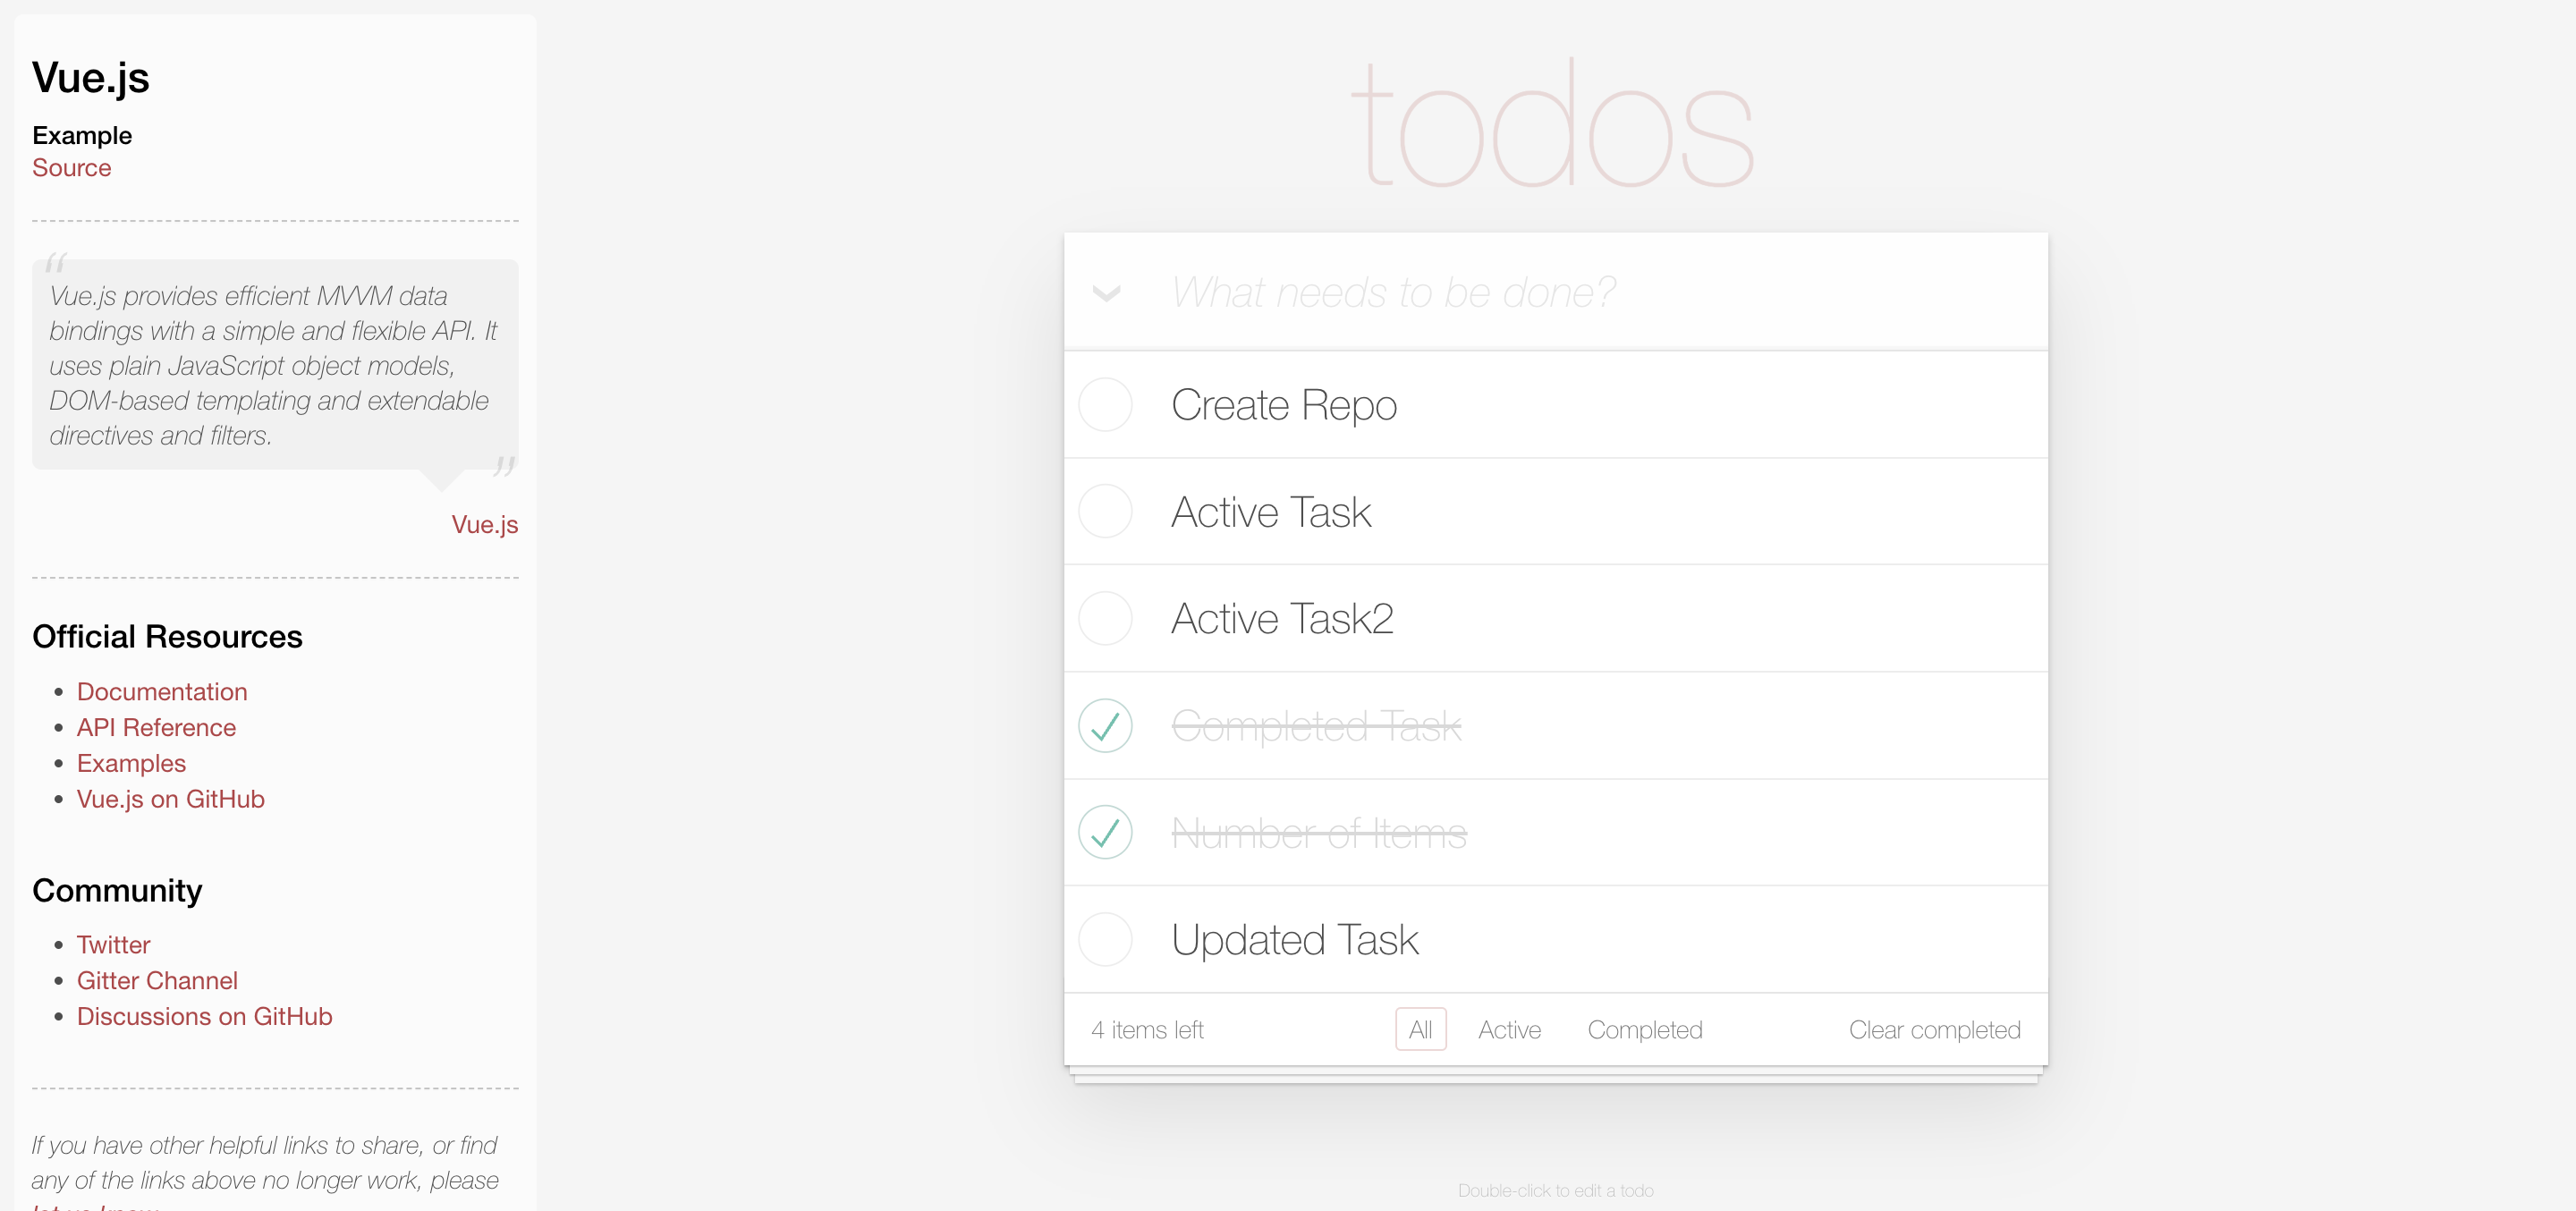 Vue.js
Example
Source
“
Vue.js provides efficient MVVM data
bindings with a simple and flexible API. It
uses plain JavaScript object models,
DOM-based templating and extendable
directives and filters.
”
Vue.js
Official Resources
• Documentation
• API Reference
• Examples
• Vue.js on GitHub
Community
• Twitter
• Gitter Channel
• Discussions on GitHub
If you have other helpful links to share, or find
any of the links above no longer work, please
let us know
todos
What needs to be done?
Create Repo
Active Task
Active Task2
Completed Task
Number of Items
Updated Task
4 items left
All Active Completed
Clear completed
Double-click to edit a todo